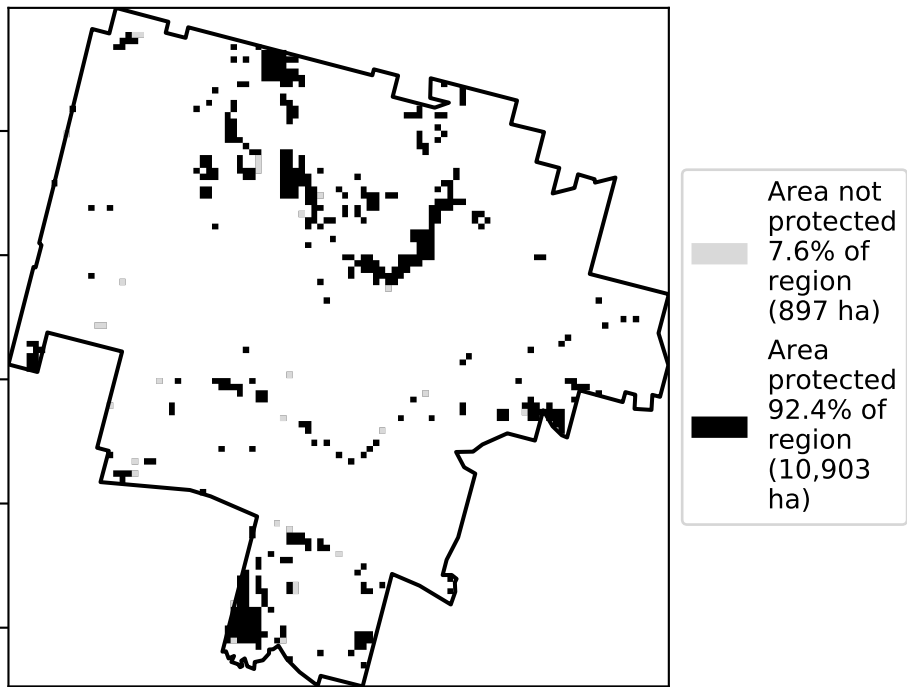 Area not
protected
7.6% of
region
(897 ha)
Area
protected
92.4% of
region
(10,903
ha)